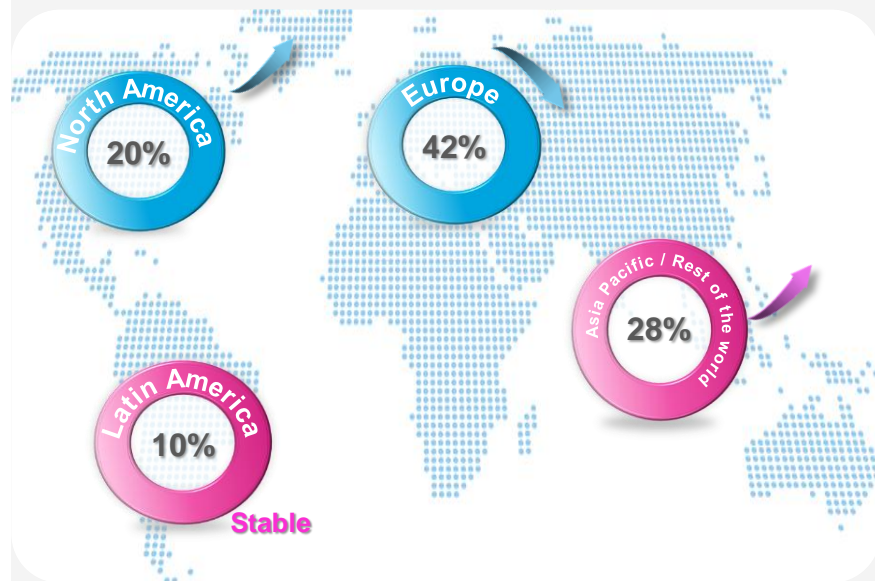 North America
20%
Europe
42%
Asia Pacific / Rest of the world
28%
Latin America
10%
Stable